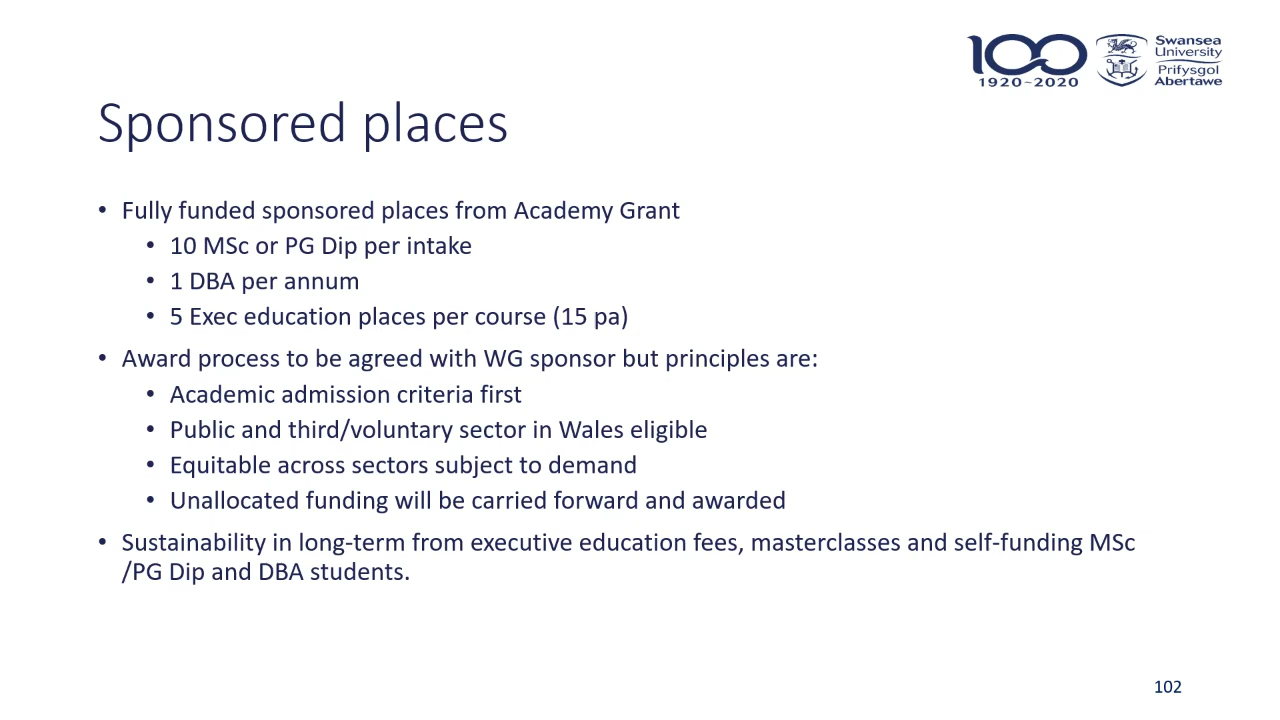 100
1920~2020
Swansea
University
Prifysgol
Abertawe
Sponsored places
• Fully funded sponsored places from Academy Grant
• 10 MSc or PG Dip per intake
• 1 DBA per annum
• 5 Exec education places per course (15 pa)
• Award process to be agreed with WG sponsor but principles are:
• Academic admission criteria first
• Public and third/voluntary sector in Wales eligible
• Equitable across sectors subject to demand
• Unallocated funding will be carried forward and awarded
• Sustainability in long-term from executive education fees, masterclasses and self-funding MSc
/PG Dip and DBA students.
102